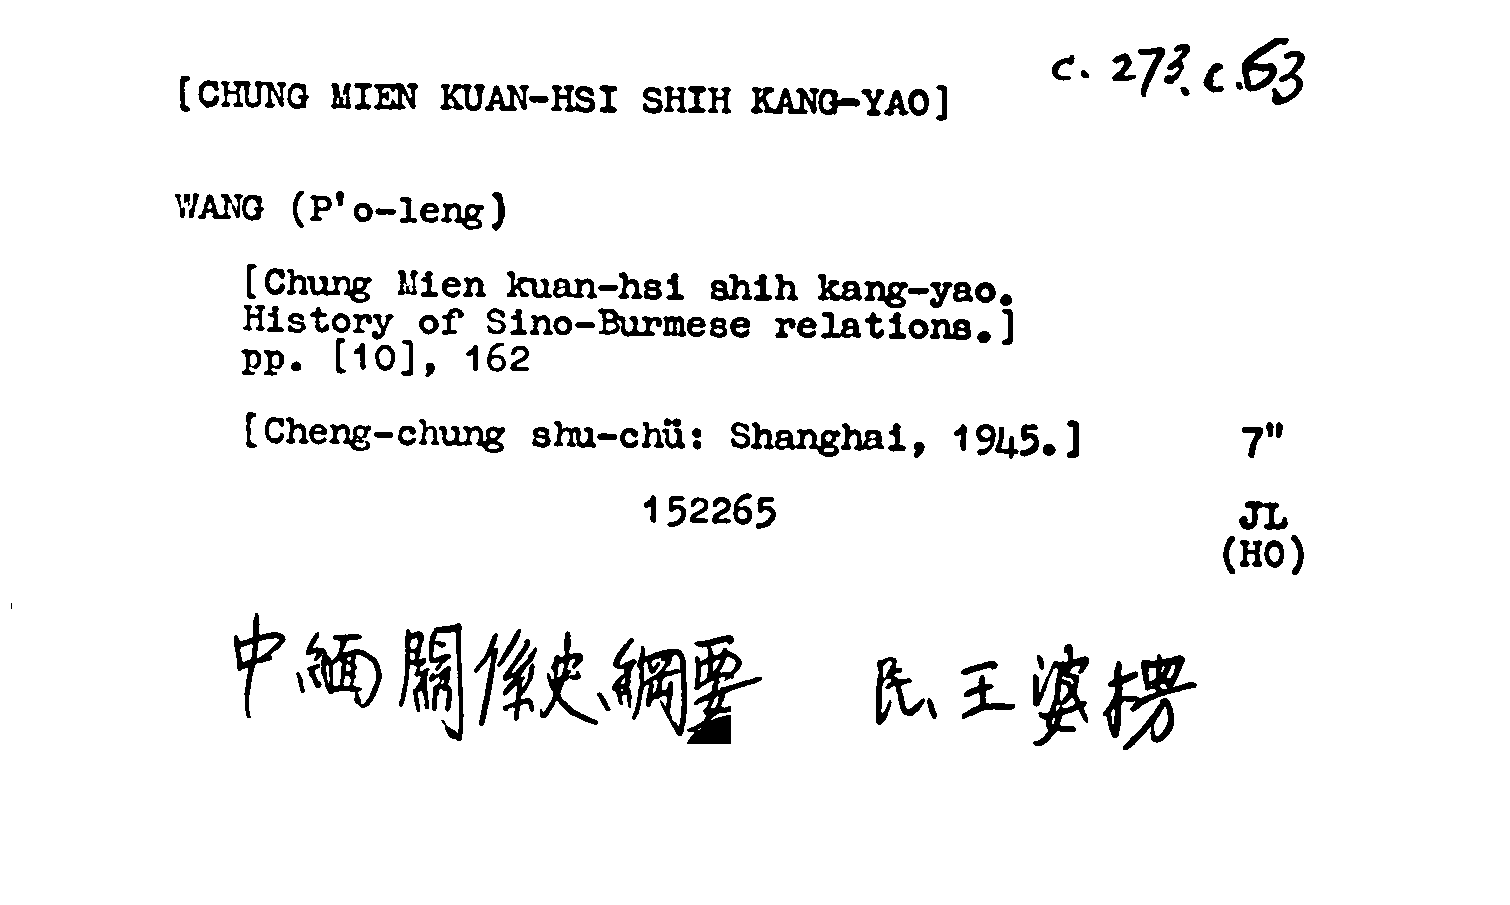 c. 273. c. 63
[CHUNG MIEN KUAN-HSI SHIH KANG-YAO]
WANG (P'o-leng)
[Chung Mien kuan-hsi shih kang-yao.
History of Sino-Burmese relations.]
pp. [10], 162
[Cheng-chung shu-chü: Shanghai, 1945.] 7"
152265 JL
(HO)
中緬關係史綱要 民王婆楞